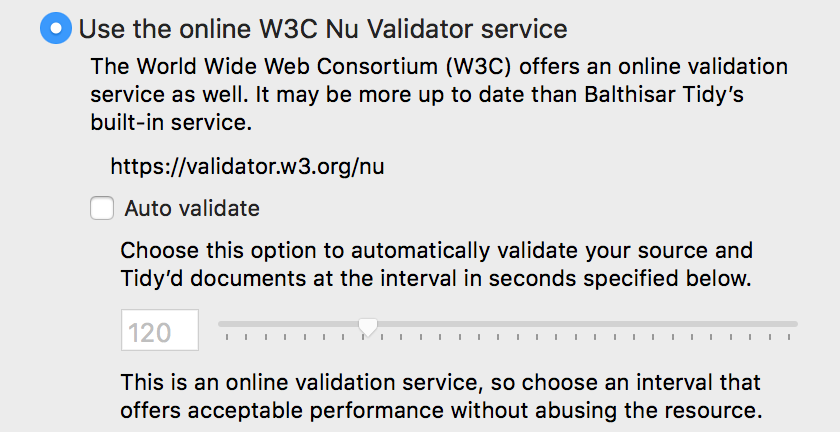 Use the online W3C Nu Validator service
The World Wide Web Consortium (W3C) offers an online validation
service as well. It may be more up to date than Balthisar Tidy’s
built-in service.
https://validator.w3.org/nu
Auto validate
Choose this option to automatically validate your source and
Tidy’d documents at the interval in seconds specified below.
120
This is an online validation service, so choose an interval that
offers acceptable performance without abusing the resource.